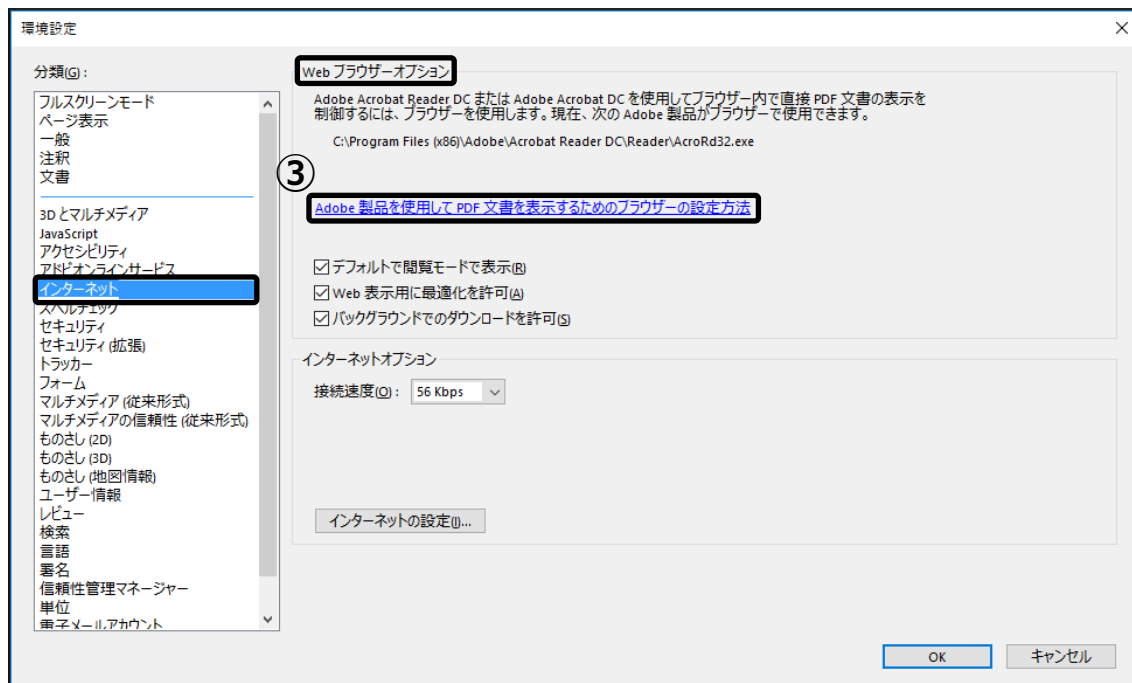 環境設定
分類(G):
フルスクリーンモード
ページ表示
一般
注釈
文書
3D とマルチメディア
JavaScript
アクセシビリティ
アドビオンラインサービス
インターネット
スペルチェック
セキュリティ
セキュリティ (拡張)
トラッカー
フォーム
マルチメディア (従来形式)
マルチメディアの信頼性 (従来形式)
ものさし (2D)
ものさし (3D)
ものさし (地図情報)
ユーザー情報
レビュー
検索
言語
署名
信頼性管理マネージャー
単位
電子メールアカウント
Web ブラウザーオプション
Adobe Acrobat Reader DC または Adobe Acrobat DC を使用してブラウザー内で直接 PDF 文書の表示を
制御するには、ブラウザーを使用します。現在、次の Adobe 製品がブラウザーで使用できます。
C:\Program Files (x86)\Adobe\Acrobat Reader DC\Reader\AcroRd32.exe
③
Adobe 製品を使用して PDF 文書を表示するためのブラウザーの設定方法
デフォルトで閲覧モードで表示(R)
Web 表示用に最適化を許可(A)
バックグラウンドでのダウンロードを許可(S)
インターネットオプション
接続速度(O): 56 Kbps
インターネットの設定(I)...
OK キャンセル